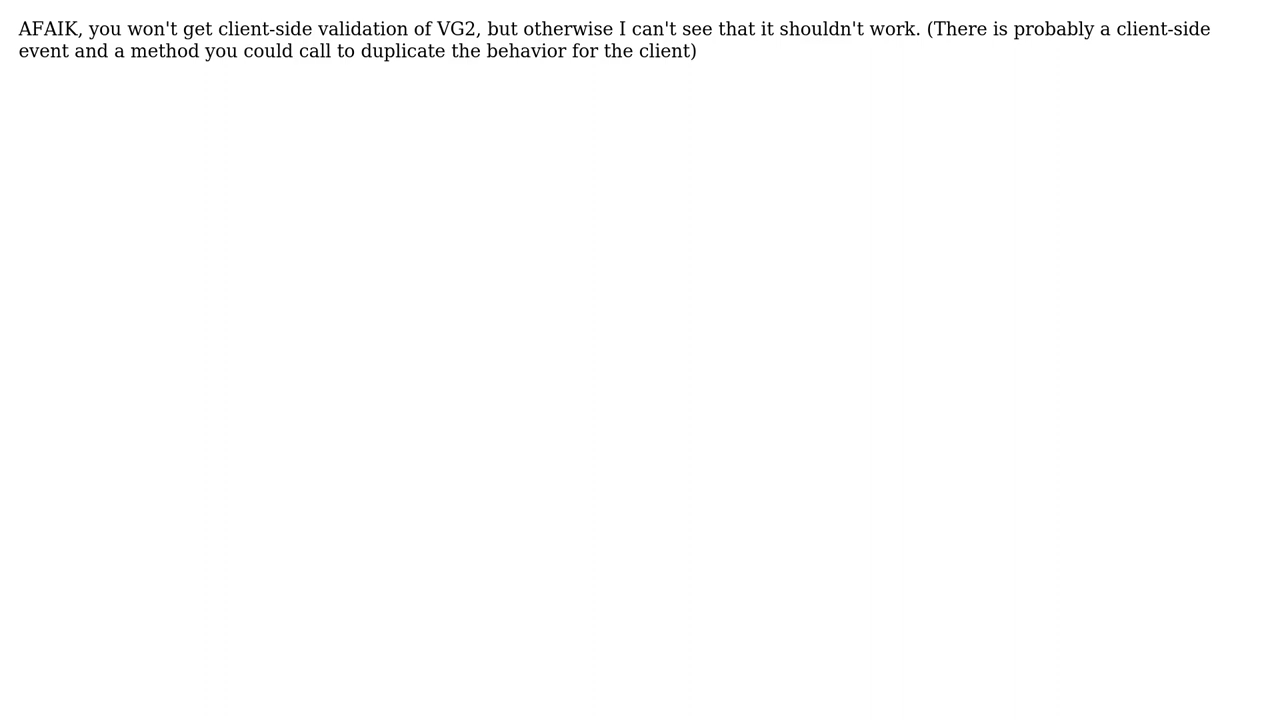 AFAIK, you won't get client-side validation of VG2, but otherwise I can't see that it shouldn't work. (There is probably a client-side
event and a method you could call to duplicate the behavior for the client)